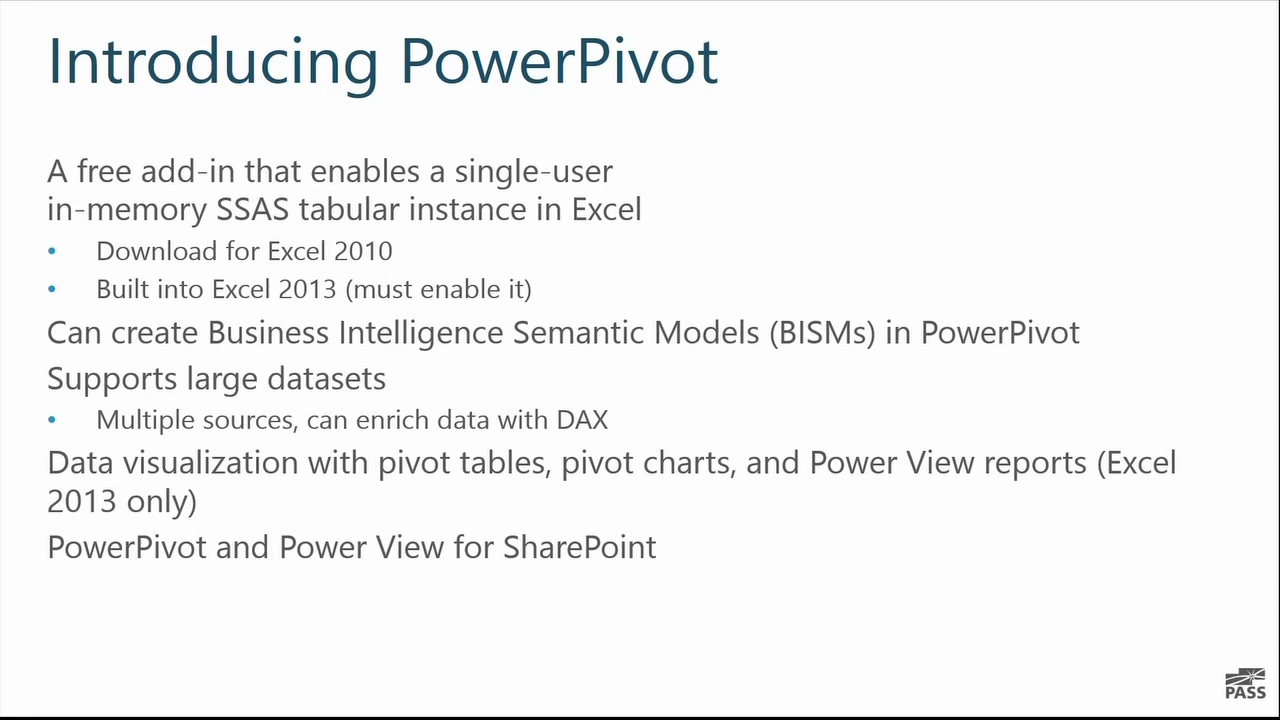 Introducing PowerPivot
A free add-in that enables a single-user
in-memory SSAS tabular instance in Excel
• Download for Excel 2010
• Built into Excel 2013 (must enable it)
Can create Business Intelligence Semantic Models (BISMs) in PowerPivot
Supports large datasets
• Multiple sources, can enrich data with DAX
Data visualization with pivot tables, pivot charts, and Power View reports (Excel
2013 only)
PowerPivot and Power View for SharePoint
PASS